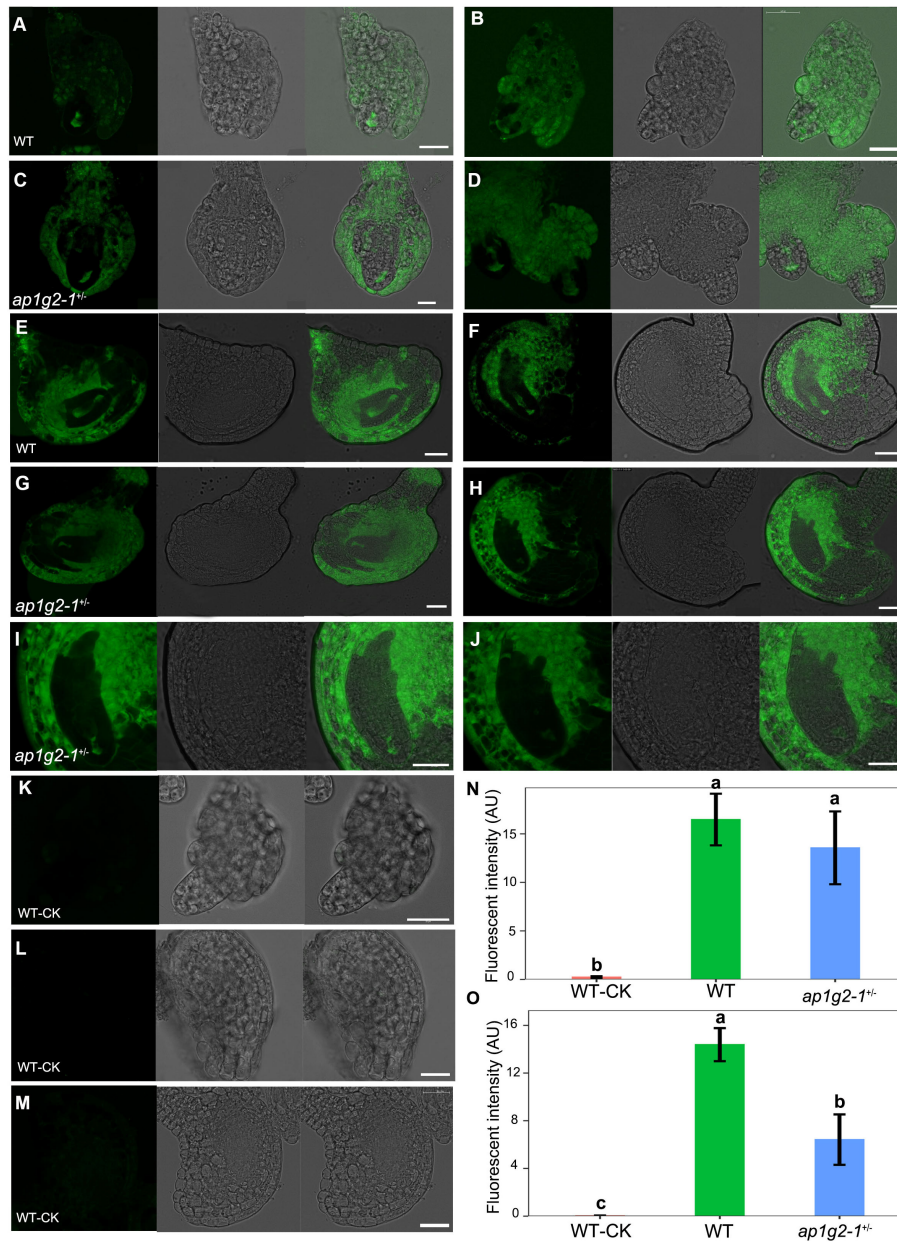 A
WT
B
C
ap1g2-1+/-
D
E
WT
F
G
ap1g2-1+/-
H
I
ap1g2-1+/-
J
K
WT-CK
L
WT-CK
M
WT-CK
N
Fluorescent intensity (AU)
15
10
5
0
b
a
a
WT-CK
WT
ap1g2-1+/-
O
Fluorescent intensity (AU)
16
12
8
4
0
c
a
b
WT-CK
WT
ap1g2-1+/-